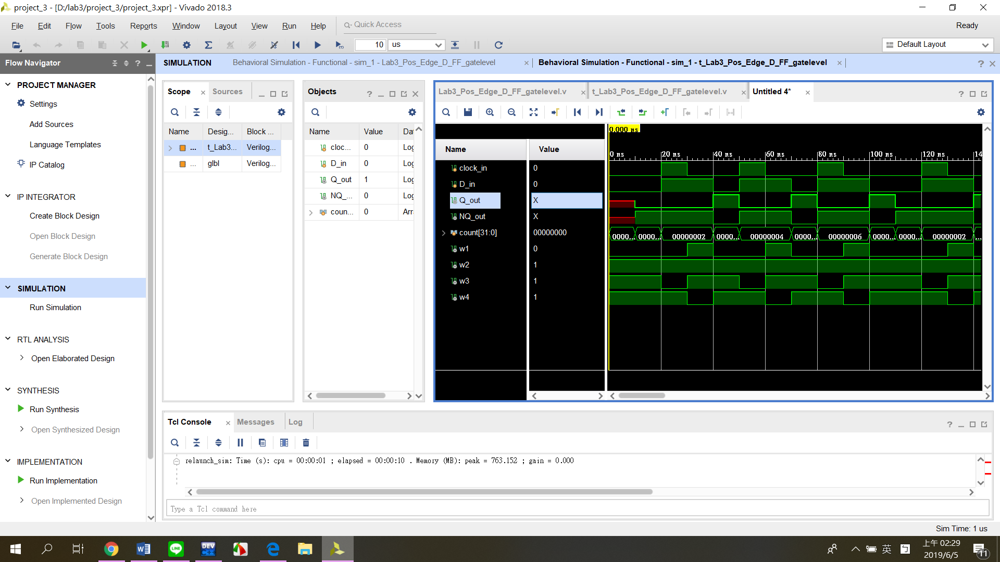 project_3 - [D:/lab3/project_3/project_3.xpr] - Vivado 2018.3
File Edit Flow Tools Reports Window Layout View Run Help Quick Access Ready
10 us Default Layout
Flow Navigator
PROJECT MANAGER
Settings
Add Sources
Language Templates
IP Catalog
IP INTEGRATOR
Create Block Design
Open Block Design
Generate Block Design
SIMULATION
Run Simulation
RTL ANALYSIS
Open Elaborated Design
SYNTHESIS
Run Synthesis
Open Synthesized Design
IMPLEMENTATION
Run Implementation
Open Implemented Design
SIMULATION Behavioral Simulation - Functional - sim_1 - Lab3_Pos_Edge_D_FF_gatelevel Behavioral Simulation - Functional - sim_1 - t_Lab3_Pos_Edge_D_FF_gatelevel
Scope Sources
Name Desig... Block ...
... t_Lab3... Verilog...
... glbl Verilog...
Objects
Name Value Da
cloc... 0 Log
D_in 0 Log
Q_out 1 Log
NQ_... 0 Log
coun... 0 Arr
Lab3_Pos_Edge_D_FF_gatelevel.v t_Lab3_Pos_Edge_D_FF_gatelevel.v Untitled 4*
0.000 ns
Name Value
0 ns 20 ns 40 ns 60 ns 80 ns 100 ns 120 ns 14
clock_in 0
D_in 0
Q_out X
NQ_out X
count[31:0] 00000000 0000... 0000... 00000002 0000... 00000004 0000... 00000006 0000... 0000... 00000002
w1 0
w2 1
w3 1
w4 1
Tcl Console Messages Log
relaunch_sim: Time (s): cpu = 00:00:01 ; elapsed = 00:00:10 . Memory (MB): peak = 763.152 ; gain = 0.000
Type a Tcl command here
Sim Time: 1 us
LINE
DEV C++
英
上午 02:29
2019/6/5
11